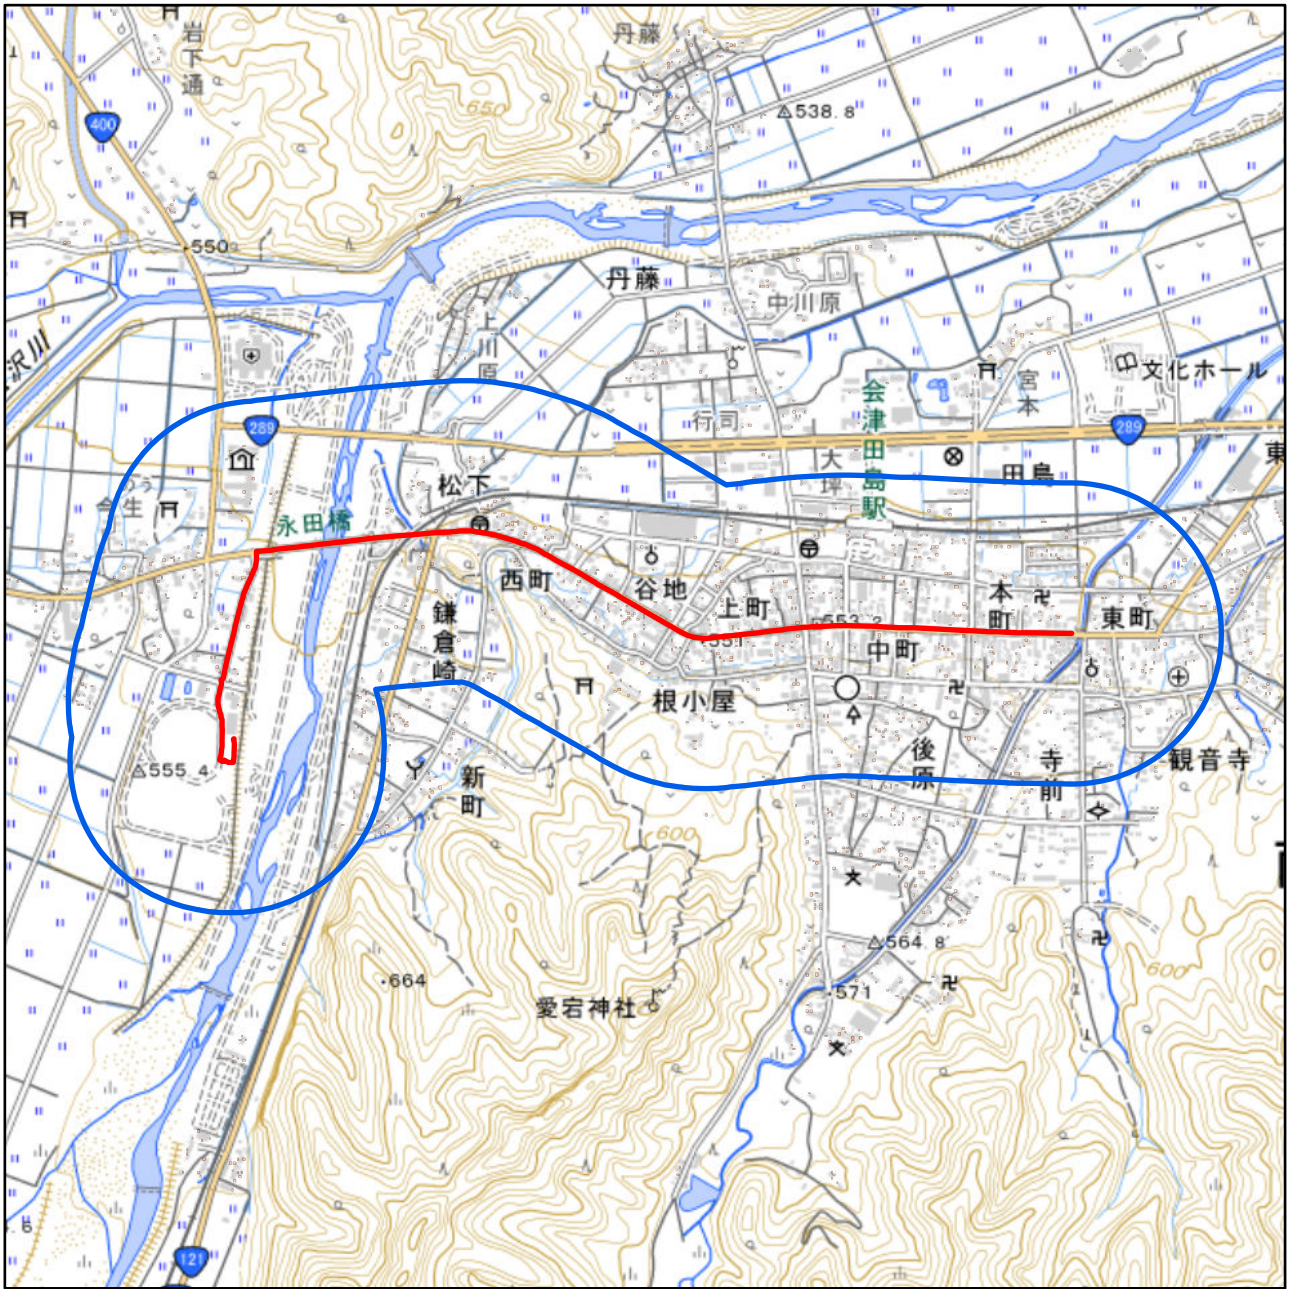 岩下通
丹藤
400
650
538.8
550
丹藤
中川原
上川原
沢川
会津田島駅
宮本
文化ホール
行司
289
289
大坪
田島
東
松下
今生
永田橋
西町
谷地
上町
本町
東町
553.2
鎌倉崎
中町
根小屋
555.4
新町
後原
寺前
観音寺
600
564.8
600
664
571
愛宕神社
121